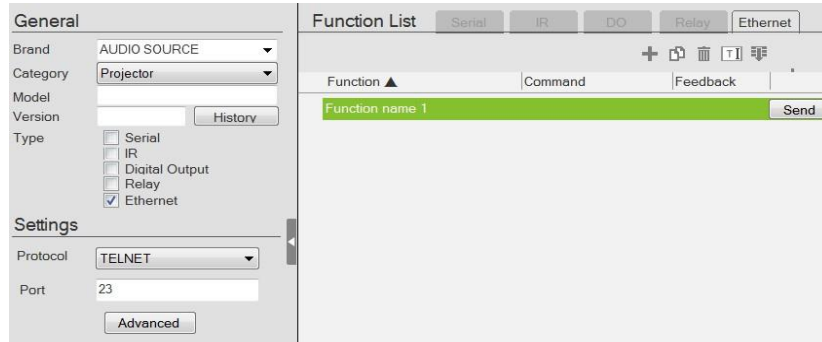 General
Brand AUDIO SOURCE
Category Projector
Model
Version History
Type Serial
IR
Digital Output
Relay
Ethernet
Settings
Protocol TELNET
Port 23
Advanced
Function List Serial IR DO Relay Ethernet
Function ▲ Command Feedback
Function name 1 Send